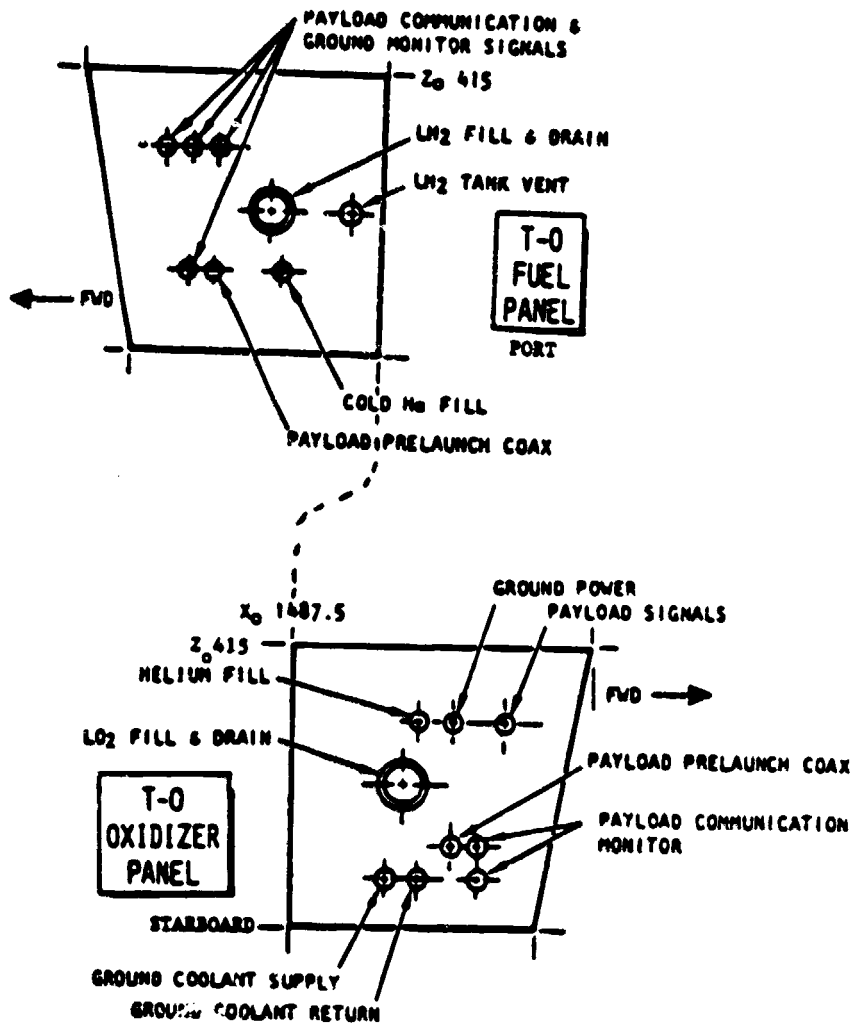 PAYLOAD COMMUNICATION &
GROUND MONITOR SIGNALS
Zo 415
LH2 FILL & DRAIN
LH2 TANK VENT
T-O
FUEL
PANEL
PORT
FWD
COLD He FILL
PAYLOAD PRELAUNCH COAX
GROUND POWER
PAYLOAD SIGNALS
Xo 1487.5
Zo 415
HELIUM FILL
FWD
LO2 FILL & DRAIN
PAYLOAD PRELAUNCH COAX
T-O
OXIDIZER
PANEL
PAYLOAD COMMUNICATION
MONITOR
STARBOARD
GROUND COOLANT SUPPLY
GROUND COOLANT RETURN